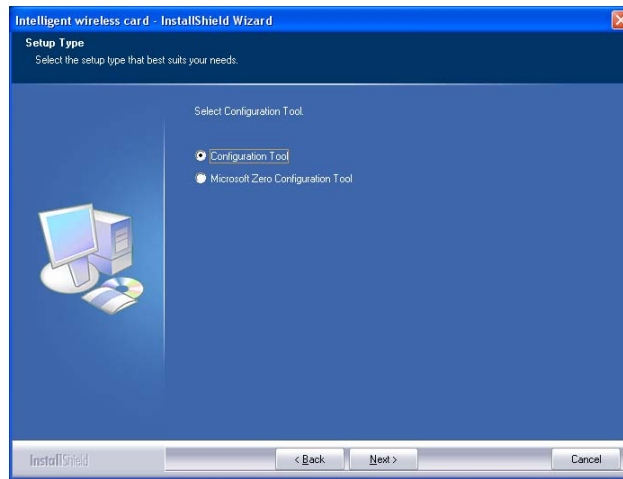 Intelligent wireless card - InstallShield Wizard
Setup Type
Select the setup type that best suits your needs.
Select Configuration Tool.
Configuration Tool
Microsoft Zero Configuration Tool
InstallShield
< Back
Next >
Cancel